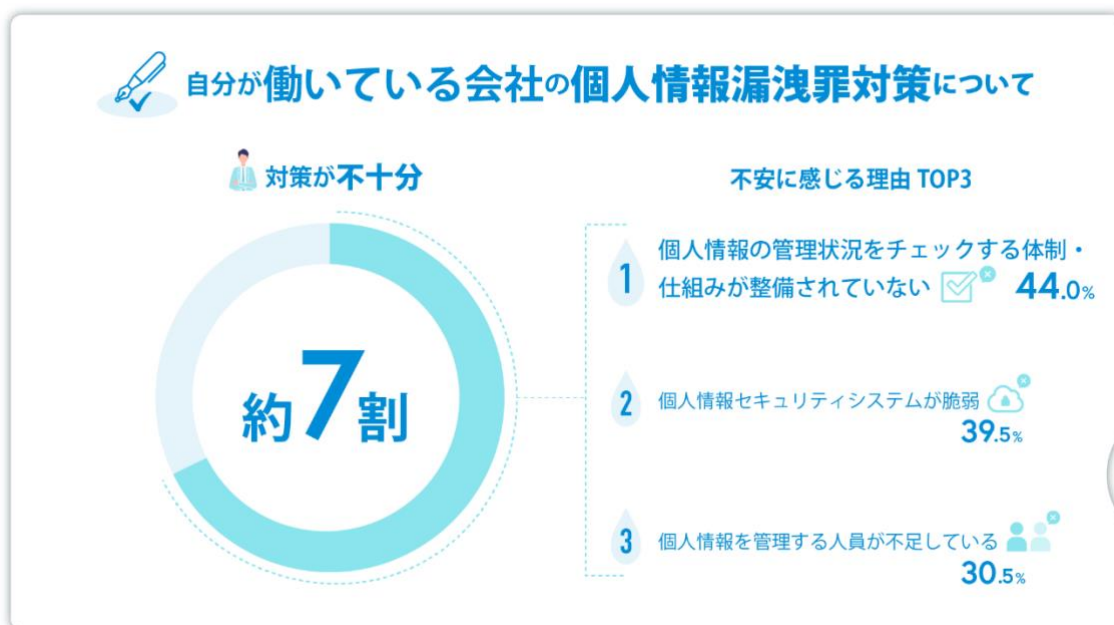 自分が働いている会社の個人情報漏洩罪対策について
対策が不十分
約7割
不安に感じる理由 TOP3
1
個人情報の管理状況をチェックする体制・
仕組みが整備されていない
44.0%
2
個人情報セキュリティシステムが脆弱
39.5%
3
個人情報を管理する人員が不足している
30.5%